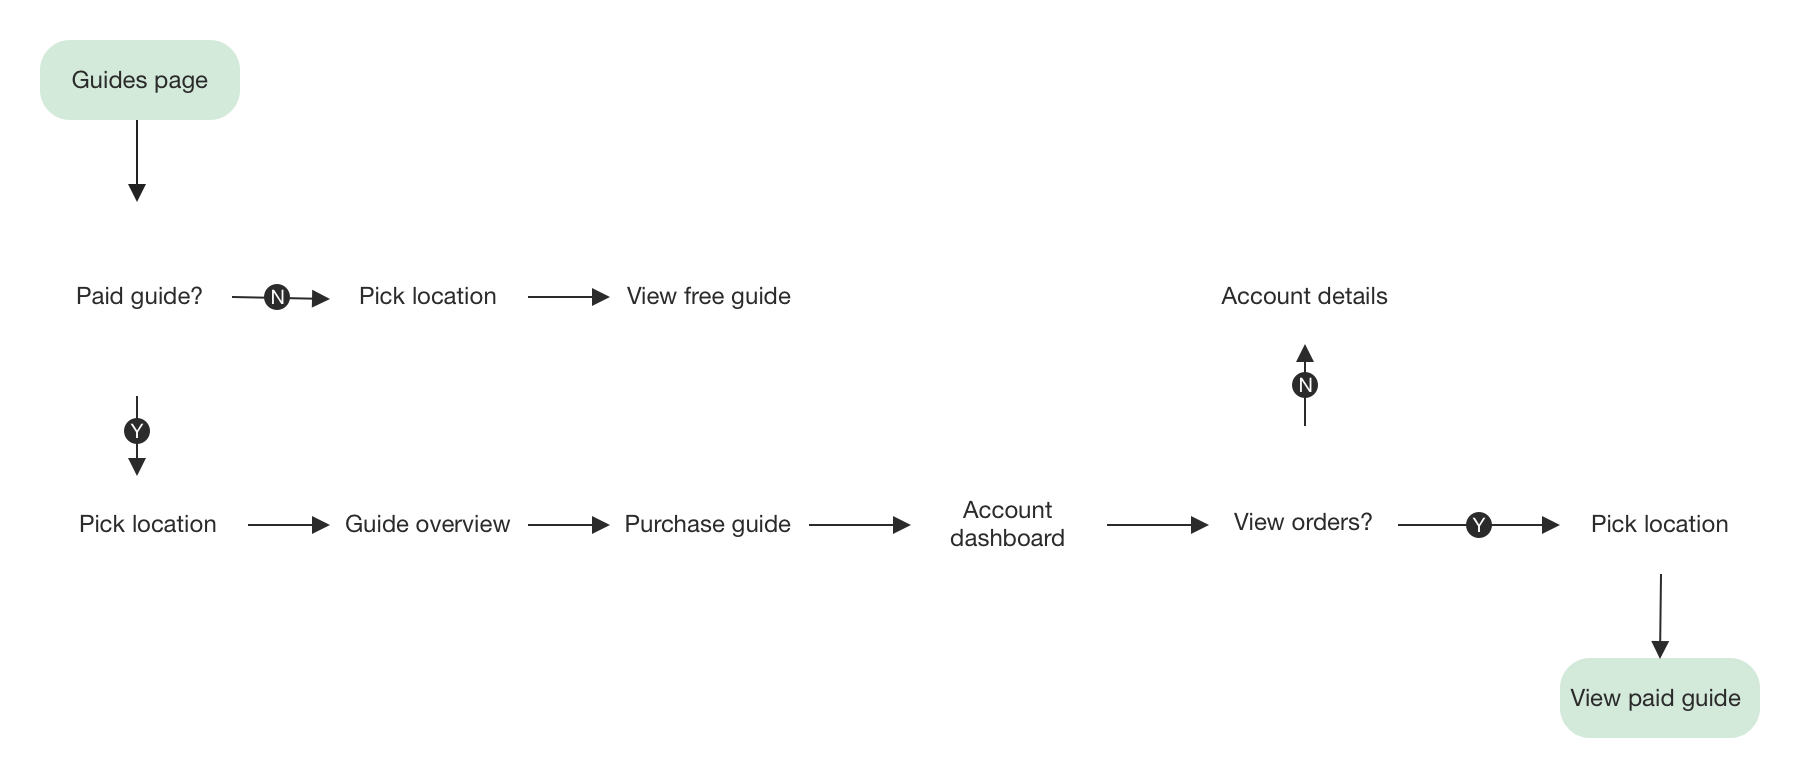 Guides page
Paid guide?
N
Pick location
View free guide
Account details
N
Y
Pick location
Guide overview
Purchase guide
Account
dashboard
View orders?
Y
Pick location
View paid guide